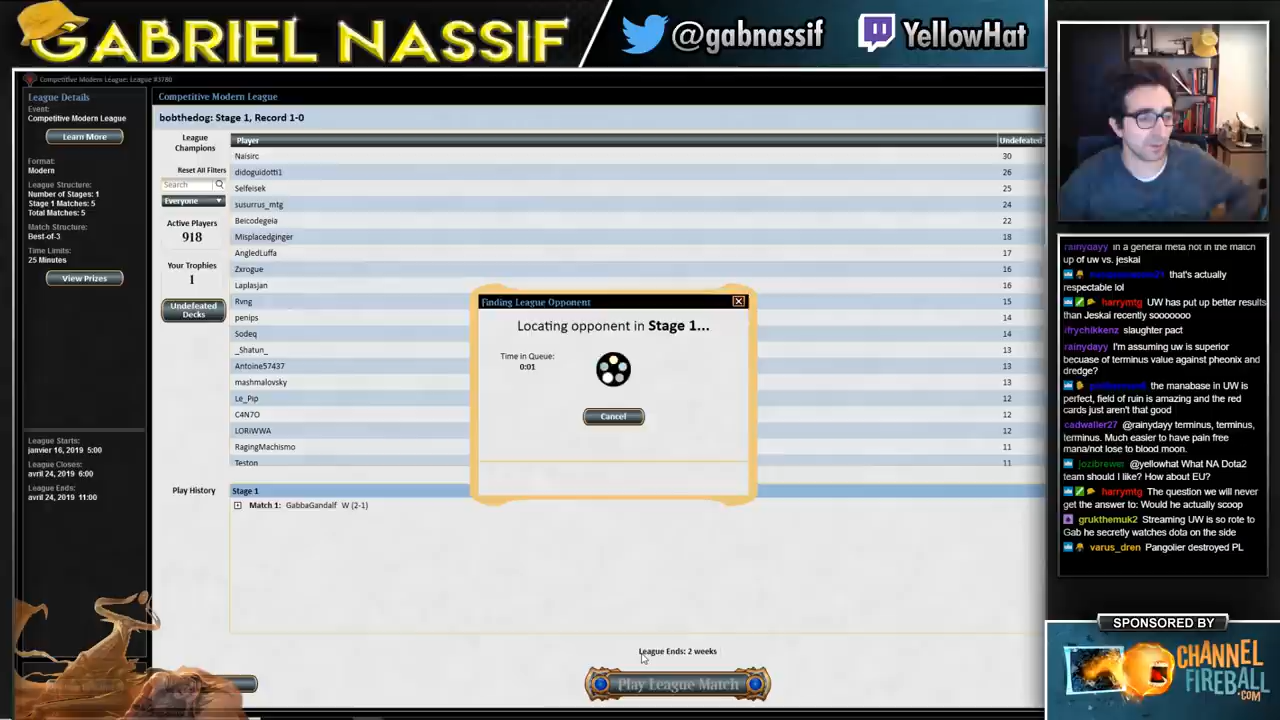 GABRIEL NASSIF
@gabnassif
YellowHat
Competitive Modern League: League #3780
League Details
Event:
Competitive Modern League
Learn More
Format:
Modern
League Structure:
Number of Stages: 1
Stage 1 Matches: 5
Total Matches: 5
Match Structure:
Best-of-3
Time Limits:
25 Minutes
View Prizes
League Starts:
janvier 16, 2019 5:00
League Closes:
avril 24, 2019 6:00
League Ends:
avril 24, 2019 11:00
Competitive Modern League
bobthedog: Stage 1, Record 1-0
League
Champions
Reset All Filters
Search
Everyone
Active Players
918
Your Trophies
1
Undefeated
Decks
Player Undefeated
Naisirc 30
didoguidotti1 26
Selfeisek 25
susurrus_mtg 24
Beicodegeia 22
Misplacedginger 18
AngledLuffa 17
Zxrogue 16
Laplasjan 16
Rvng 15
penips 14
Sodeq 14
_Shatun_ 13
Antoine57437 13
mashmalovsky 13
Le_Pip 12
C4N7O 12
LORIWWA 12
RagingMachismo 11
Teston 11
Finding League Opponent
Locating opponent in Stage 1...
Time in Queue:
0:01
Cancel
Play History
Stage 1
Match 1: GabbaGandalf W (2-1)
League Ends: 2 weeks
Play League Match
rainydayy in a general meta not in the match
up of uw vs. jeskai
that's actually
respectable lol
harrymtg UW has put up better results
than Jeskai recently sooooooo
ifrychikkenz slaughter pact
rainydayy I'm assuming uw is superior
becuase of terminus value against pheonix and
dredge?
the manabase in UW is
perfect, field of ruin is amazing and the red
cards just aren't that good
cadwaller27 @rainydayy terminus, terminus,
terminus. Much easier to have pain free
mana/not lose to blood moon.
jozibrewer @yellowhat What NA Dota2
team should I like? How about EU?
harrymtg The question we will never
get the answer to: Would he actually scoop
grukthemuk2 Streaming UW is so rote to
Gab he secretly watches dota on the side
varus_dren Pangolier destroyed PL
SPONSORED BY
CHANNEL
FIREBALL
.COM